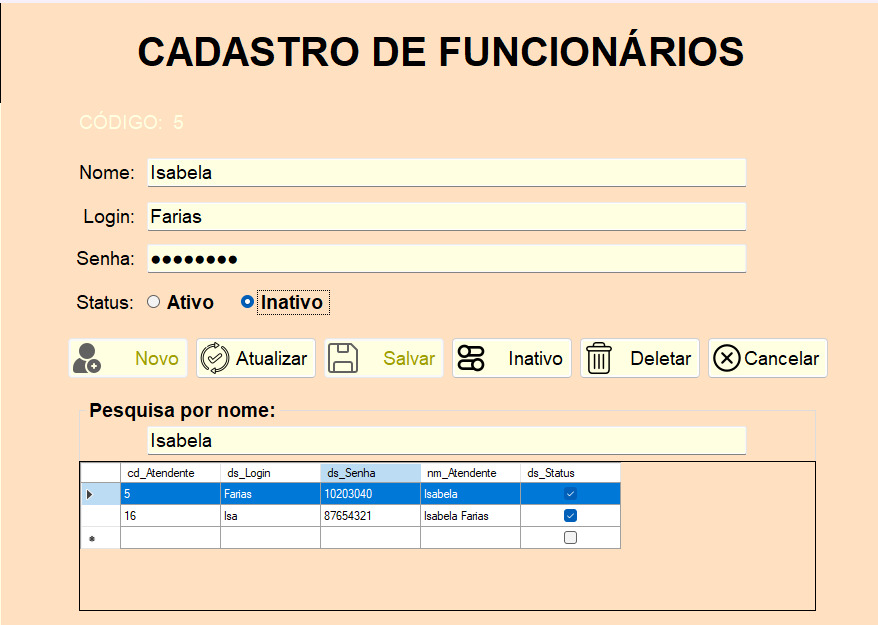 CADASTRO DE FUNCIONÁRIOS
CÓDIGO: 5
Nome: Isabela
Login: Farias
Senha: ●●●●●●●●
Status: Ativo Inativo
Novo Atualizar Salvar Inativo Deletar Cancelar
Pesquisa por nome:
Isabela
cd_Atendente ds_Login ds_Senha nm_Atendente ds_Status
5 Farias 10203040 Isabela
16 Isa 87654321 Isabela Farias